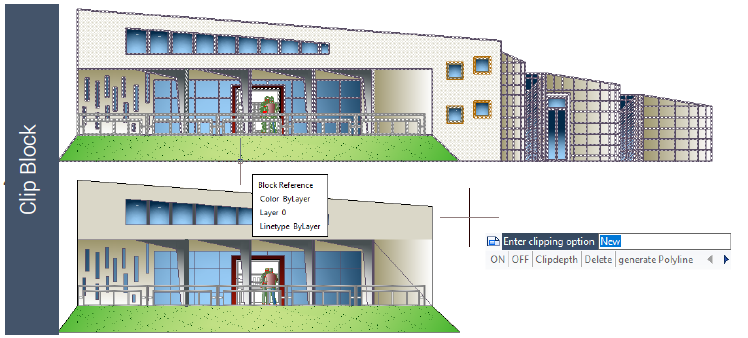 Clip Block
Block Reference
Color ByLayer
Layer 0
Linetype ByLayer
Enter clipping option New
ON OFF Clipdepth Delete generate Polyline